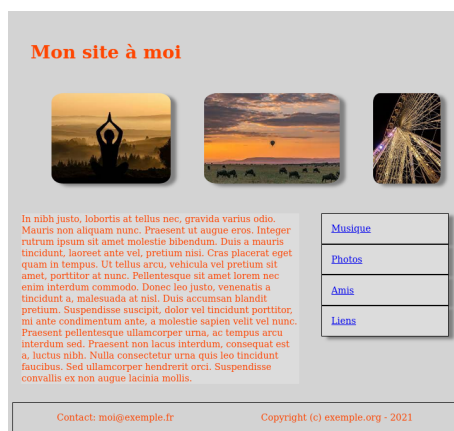 Mon site à moi
In nibh justo, lobortis at tellus nec, gravida varius odio.
Mauris non aliquam nunc. Praesent ut augue eros. Integer
rutrum ipsum sit amet molestie bibendum. Duis a mauris
tincidunt, laoreet ante vel, pretium nisi. Cras placerat eget
quam in tempus. Ut tellus arcu, vehicula vel pretium sit
amet, porttitor at nunc. Pellentesque sit amet lorem nec
enim interdum commodo. Donec leo justo, venenatis a
tincidunt a, malesuada at nisl. Duis accumsan blandit
pretium. Suspendisse suscipit, dolor vel tincidunt porttitor,
mi ante condimentum ante, a molestie sapien velit vel nunc.
Praesent pellentesque ullamcorper urna, ac tempus arcu
interdum sed. Praesent non lacus interdum, consequat est
a, luctus nibh. Nulla consectetur urna quis leo tincidunt
faucibus. Sed ullamcorper hendrerit orci. Suspendisse
convallis ex non augue lacinia mollis.
Musique
Photos
Amis
Liens
Contact: moi@exemple.fr
Copyright (c) exemple.org - 2021